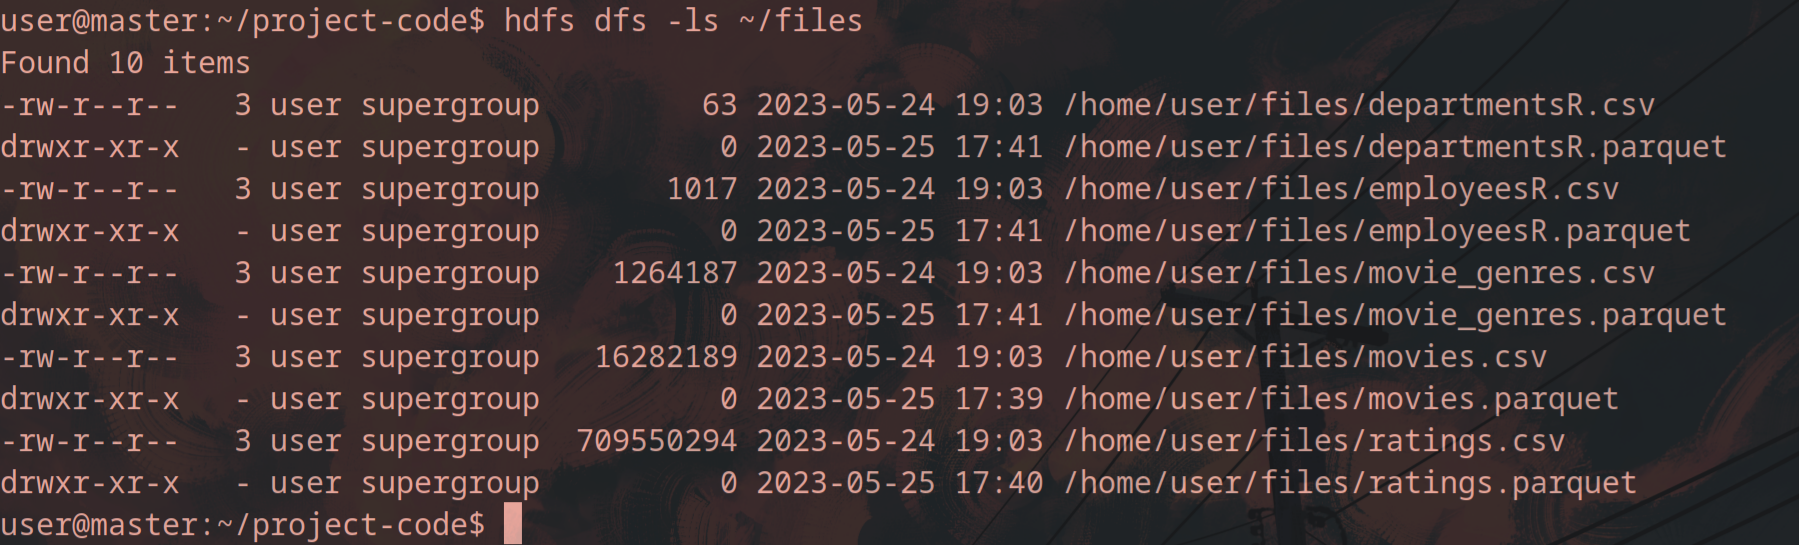 user@master:~/project-code$ hdfs dfs -ls ~/files
Found 10 items
-rw-r--r--   3 user supergroup         63 2023-05-24 19:03 /home/user/files/departmentsR.csv
drwxr-xr-x   - user supergroup          0 2023-05-25 17:41 /home/user/files/departmentsR.parquet
-rw-r--r--   3 user supergroup       1017 2023-05-24 19:03 /home/user/files/employeesR.csv
drwxr-xr-x   - user supergroup          0 2023-05-25 17:41 /home/user/files/employeesR.parquet
-rw-r--r--   3 user supergroup    1264187 2023-05-24 19:03 /home/user/files/movie_genres.csv
drwxr-xr-x   - user supergroup          0 2023-05-25 17:41 /home/user/files/movie_genres.parquet
-rw-r--r--   3 user supergroup   16282189 2023-05-24 19:03 /home/user/files/movies.csv
drwxr-xr-x   - user supergroup          0 2023-05-25 17:39 /home/user/files/movies.parquet
-rw-r--r--   3 user supergroup  709550294 2023-05-24 19:03 /home/user/files/ratings.csv
drwxr-xr-x   - user supergroup          0 2023-05-25 17:40 /home/user/files/ratings.parquet
user@master:~/project-code$